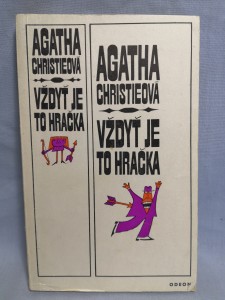 AGATHA
CHRISTIEOVÁ
VŽDYŤ JE
TO HRAČKA
AGATHA
CHRISTIEOVÁ
VŽDYŤ JE
TO HRAČKA
ODEON